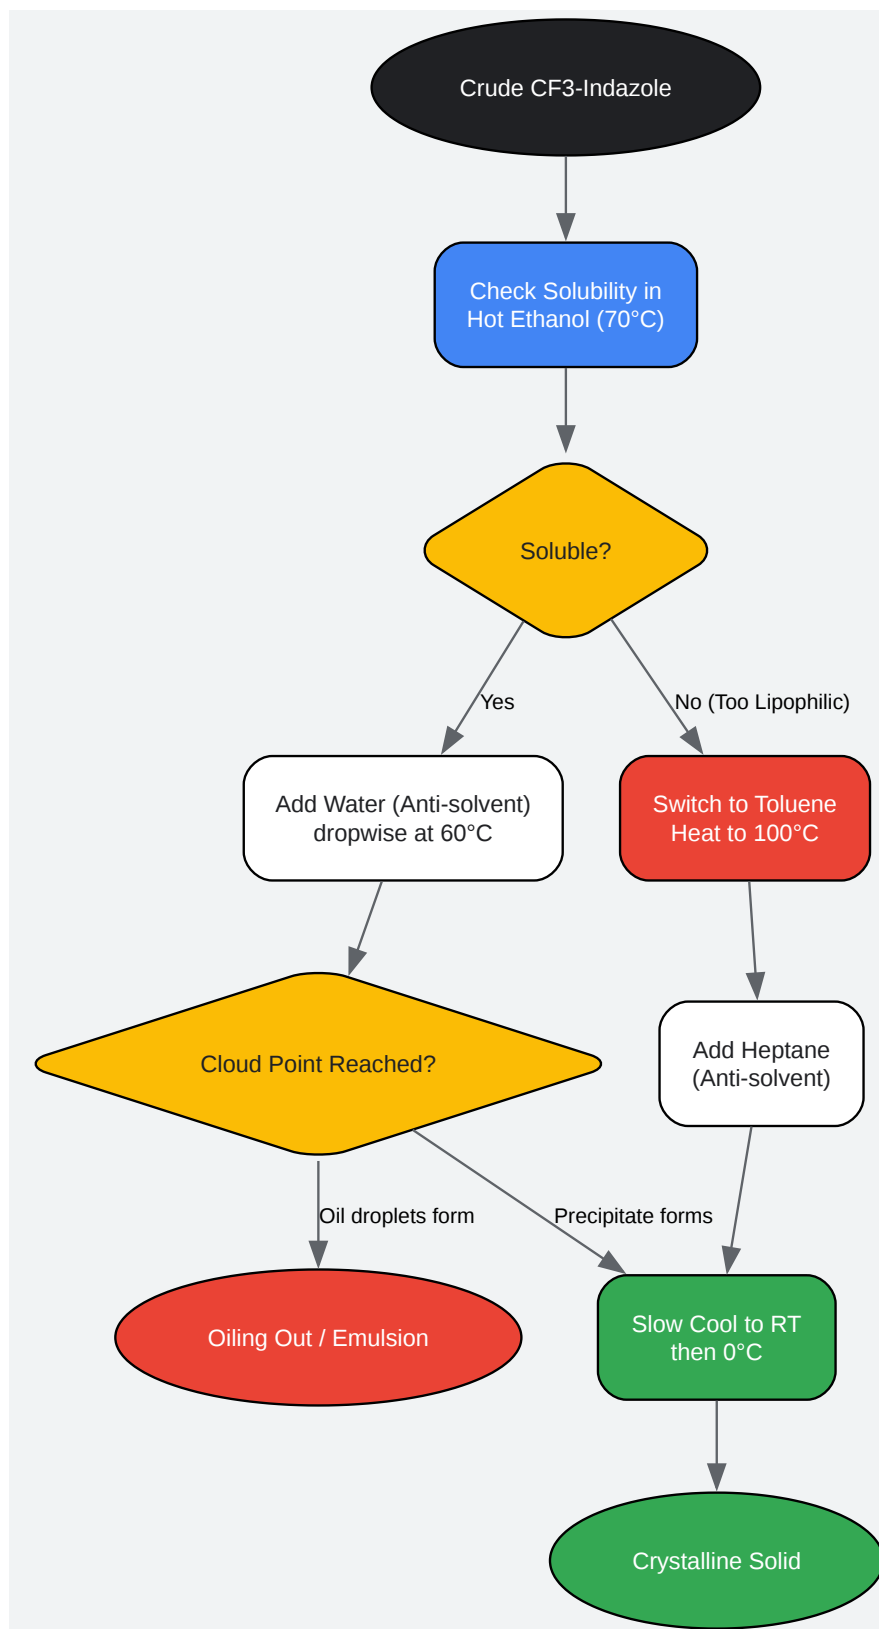 Crude CF3-Indazole
Check Solubility in
Hot Ethanol (70°C)
Soluble?
Yes
No (Too Lipophilic)
Add Water (Anti-solvent)
dropwise at 60°C
Switch to Toluene
Heat to 100°C
Cloud Point Reached?
Add Heptane
(Anti-solvent)
Oil droplets form
Precipitate forms
Oiling Out / Emulsion
Slow Cool to RT
then 0°C
Crystalline Solid